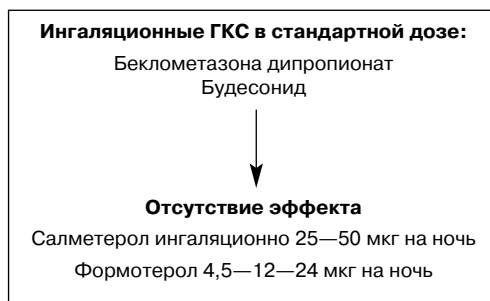 Ингаляционные ГКС в стандартной дозе:
Беклометазона дипропионат
Будесонид
Отсутствие эффекта
Салметерол ингаляционно 25—50 мкг на ночь
Формотерол 4,5—12—24 мкг на ночь